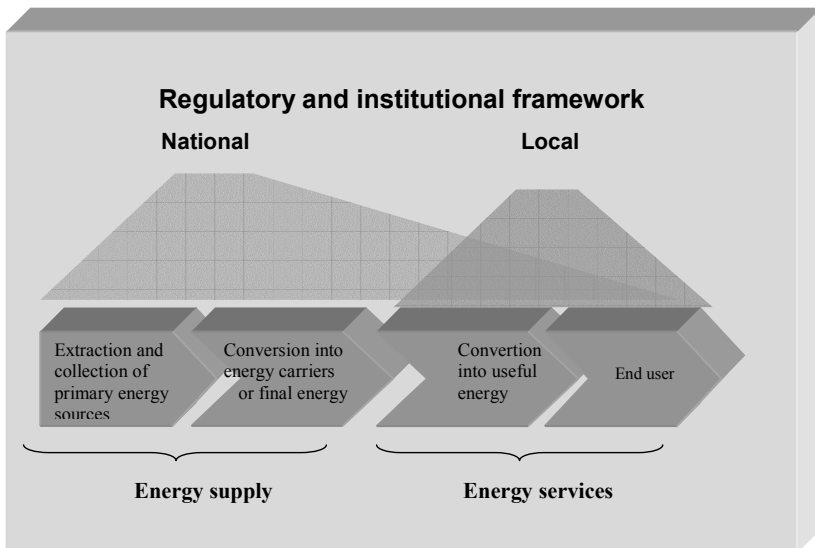 Regulatory and institutional framework
National
Local
Extraction and
collection of
primary energy
sources
Conversion into
energy carriers
or final energy
Convertion
into useful
energy
End user
Energy supply
Energy services